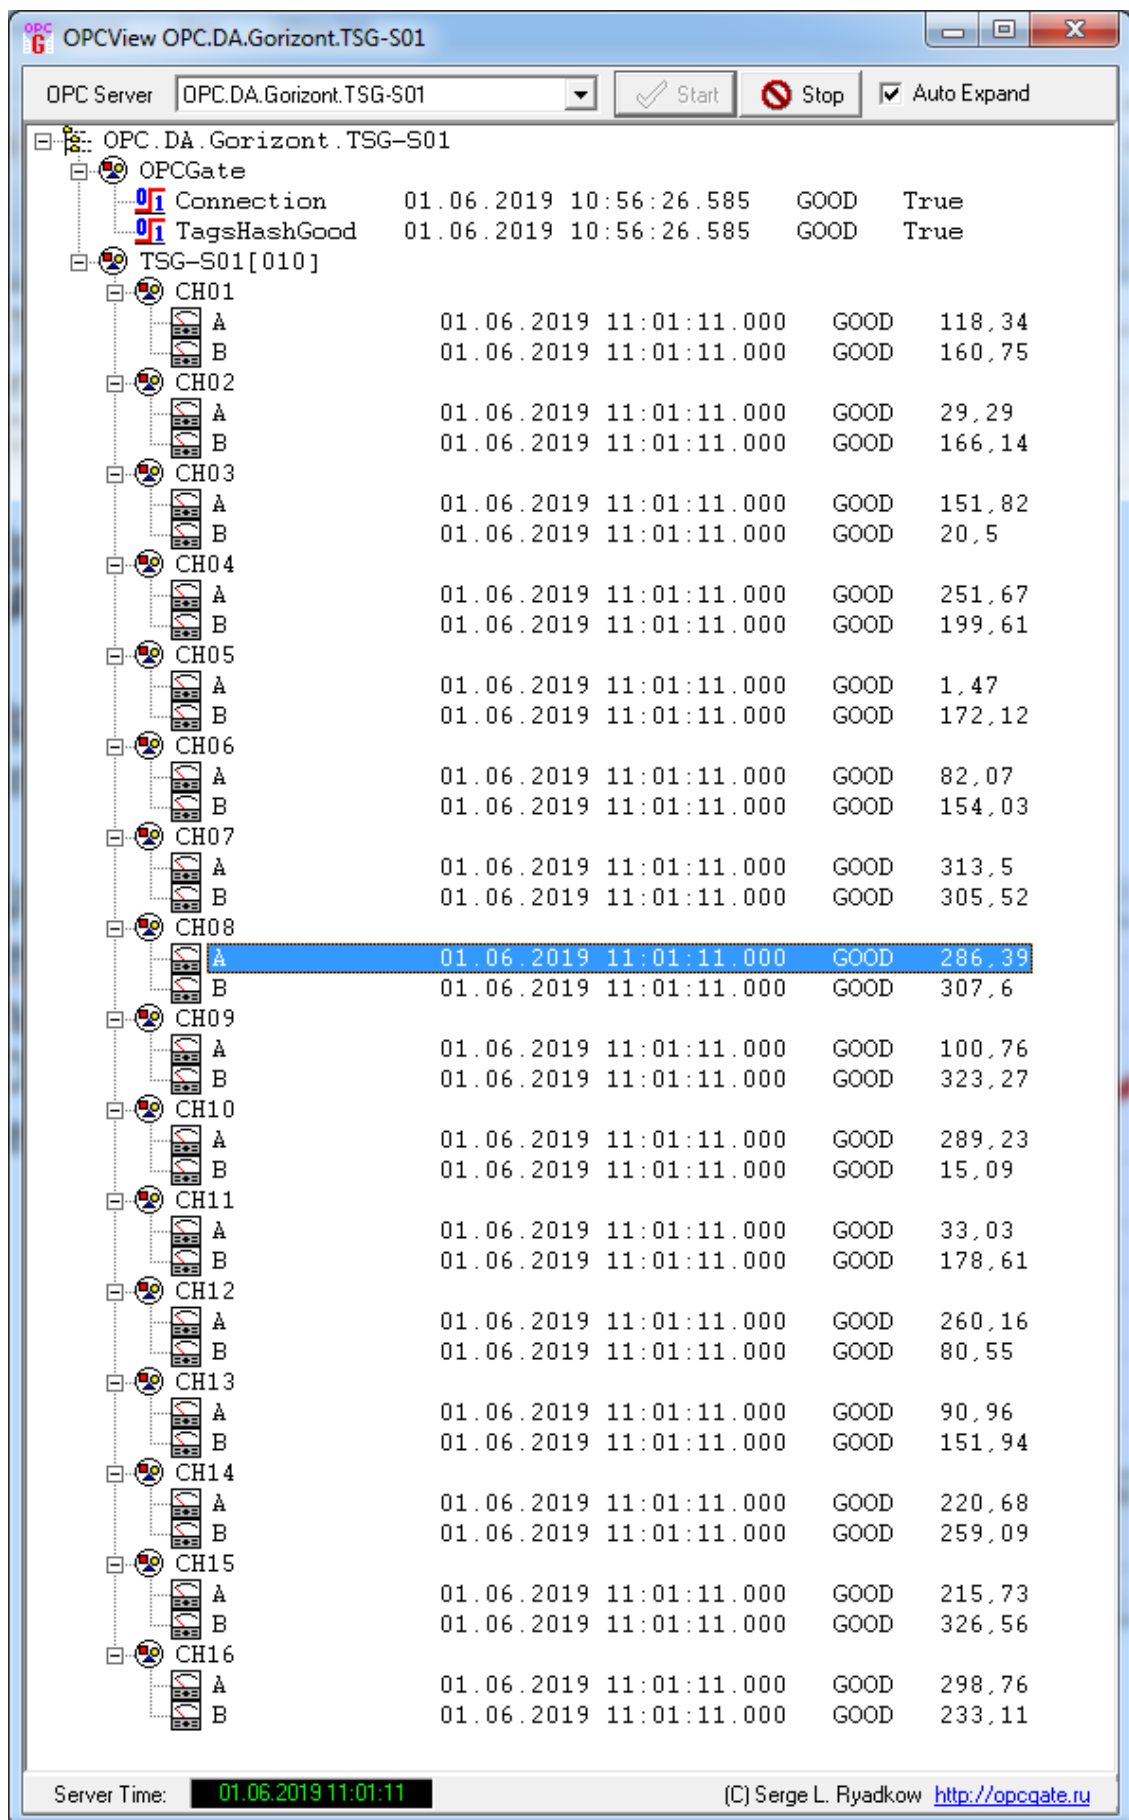 OPCView OPC.DA.Gorizont.TSG-S01
OPC Server OPC.DA.Gorizont.TSG-S01 Start Stop Auto Expand
OPC.DA.Gorizont.TSG-S01
OPCGate
Connection 01.06.2019 10:56:26.585 GOOD True
TagsHashGood 01.06.2019 10:56:26.585 GOOD True
TSG-S01[010]
CH01
A 01.06.2019 11:01:11.000 GOOD 118,34
B 01.06.2019 11:01:11.000 GOOD 160,75
CH02
A 01.06.2019 11:01:11.000 GOOD 29,29
B 01.06.2019 11:01:11.000 GOOD 166,14
CH03
A 01.06.2019 11:01:11.000 GOOD 151,82
B 01.06.2019 11:01:11.000 GOOD 20,5
CH04
A 01.06.2019 11:01:11.000 GOOD 251,67
B 01.06.2019 11:01:11.000 GOOD 199,61
CH05
A 01.06.2019 11:01:11.000 GOOD 1,47
B 01.06.2019 11:01:11.000 GOOD 172,12
CH06
A 01.06.2019 11:01:11.000 GOOD 82,07
B 01.06.2019 11:01:11.000 GOOD 154,03
CH07
A 01.06.2019 11:01:11.000 GOOD 313,5
B 01.06.2019 11:01:11.000 GOOD 305,52
CH08
A 01.06.2019 11:01:11.000 GOOD 286,39
B 01.06.2019 11:01:11.000 GOOD 307,6
CH09
A 01.06.2019 11:01:11.000 GOOD 100,76
B 01.06.2019 11:01:11.000 GOOD 323,27
CH10
A 01.06.2019 11:01:11.000 GOOD 289,23
B 01.06.2019 11:01:11.000 GOOD 15,09
CH11
A 01.06.2019 11:01:11.000 GOOD 33,03
B 01.06.2019 11:01:11.000 GOOD 178,61
CH12
A 01.06.2019 11:01:11.000 GOOD 260,16
B 01.06.2019 11:01:11.000 GOOD 80,55
CH13
A 01.06.2019 11:01:11.000 GOOD 90,96
B 01.06.2019 11:01:11.000 GOOD 151,94
CH14
A 01.06.2019 11:01:11.000 GOOD 220,68
B 01.06.2019 11:01:11.000 GOOD 259,09
CH15
A 01.06.2019 11:01:11.000 GOOD 215,73
B 01.06.2019 11:01:11.000 GOOD 326,56
CH16
A 01.06.2019 11:01:11.000 GOOD 298,76
B 01.06.2019 11:01:11.000 GOOD 233,11
Server Time: 01.06.2019 11:01:11 (C) Serge L. Ryadkow http://opcgate.ru